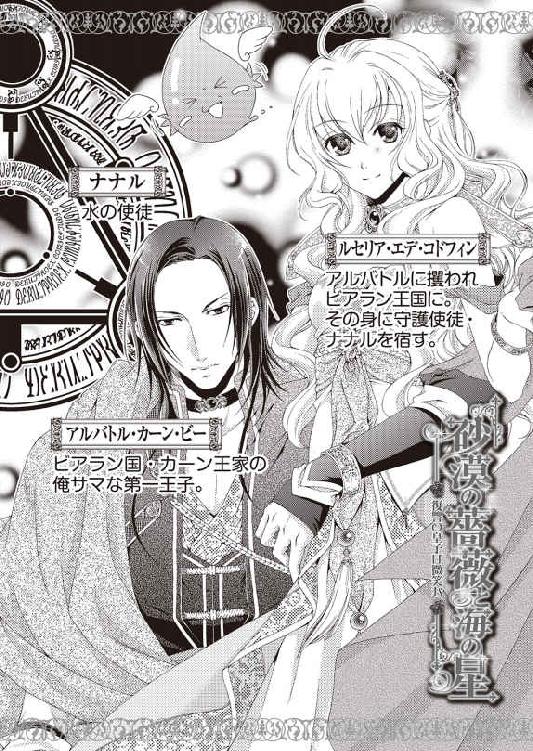 ナナル
水の使徒
ルセリア・エデ・コドフィン
アルバトルに攫われ
ビアラン王国に。
その身に守護使徒・
ナナルを宿す。
アルバトル・カーン・ビー
ビアラン国・カーン王家の
俺サマな第一王子。
砂漠の薔薇と海の星